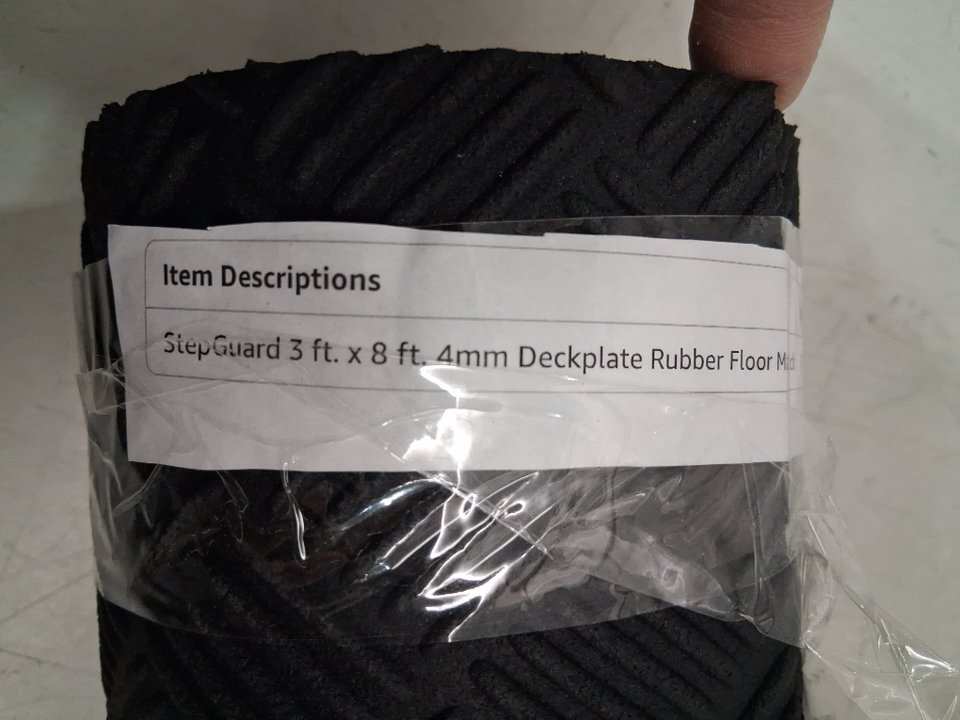 Item Descriptions
StepGuard 3 ft. x 8 ft. 4mm Deckplate Rubber Floor